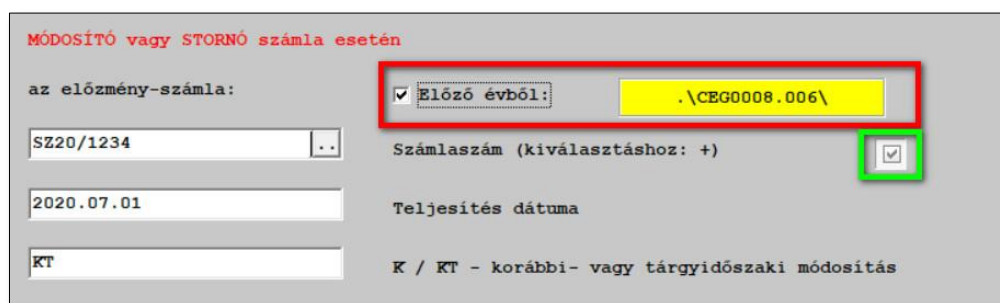 MÓDOSÍTÓ vagy STORNÓ számla esetén
az előzmény-számla:
Előző évből: .\CEG0008.006\
SZ20/1234 .. Számlaszám (kiválasztáshoz: +)
2020.07.01 Teljesítés dátuma
KT K / KT - korábbi- vagy tárgyidőszaki módosítás